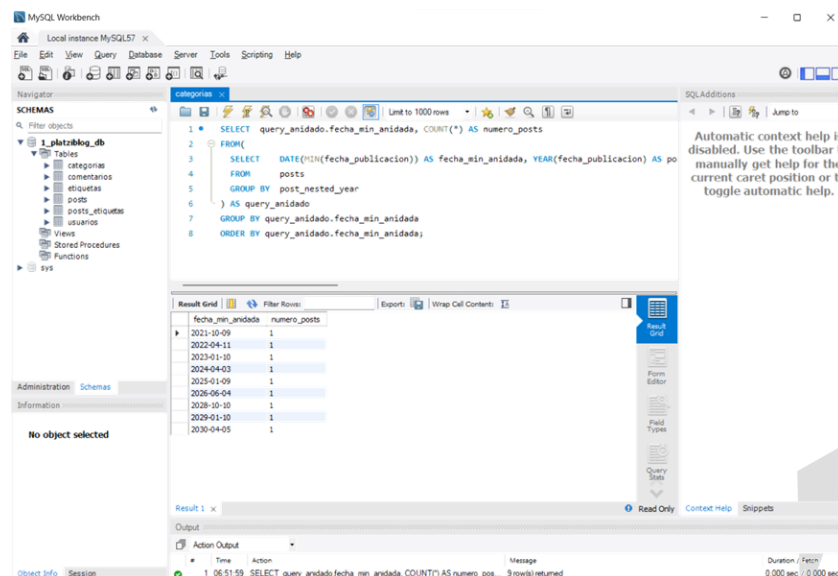 MySQL Workbench
Local instance MySQL57
File Edit View Query Database Server Tools Scripting Help
Navigator
SCHEMAS
Filter objects
1_platziblog_db
Tables
categorias
comentarios
etiquetas
posts
posts_etiquetas
usuarios
Views
Stored Procedures
Functions
sys
Administration Schemas
Information
No object selected
Object Info Session
categorias
Limit to 1000 rows
1 SELECT query_anidado.fecha_min_anidada, COUNT(*) AS numero_posts
2 FROM(
3 SELECT DATE(MIN(fecha_publicacion)) AS fecha_min_anidada, YEAR(fecha_publicacion) AS po
4 FROM posts
5 GROUP BY post_nested_year
6 ) AS query_anidado
7 GROUP BY query_anidado.fecha_min_anidada
8 ORDER BY query_anidado.fecha_min_anidada;
Result Grid Filter Rows: Export: Wrap Cell Content:
fecha_min_anidada numero_posts
2021-10-09 1
2022-04-11 1
2023-01-10 1
2024-04-03 1
2025-01-09 1
2026-06-04 1
2028-10-10 1
2029-01-10 1
2030-04-05 1
Result
Grid
Form
Editor
Field
Types
Query
Stats
Result 1 Read Only
Output
Action Output
# Time Action Message Duration / Fetch
1 06:51:59 SELECT query_anidado.fecha_min_anidada, COUNT(*) AS numero_pos... 9 row(s) returned 0.000 sec / 0.000 sec
SQLAdditions
Jump to
Automatic context help i
disabled. Use the toolbar
manually get help for the
current caret position or t
toggle automatic help.
Context Help Snippets